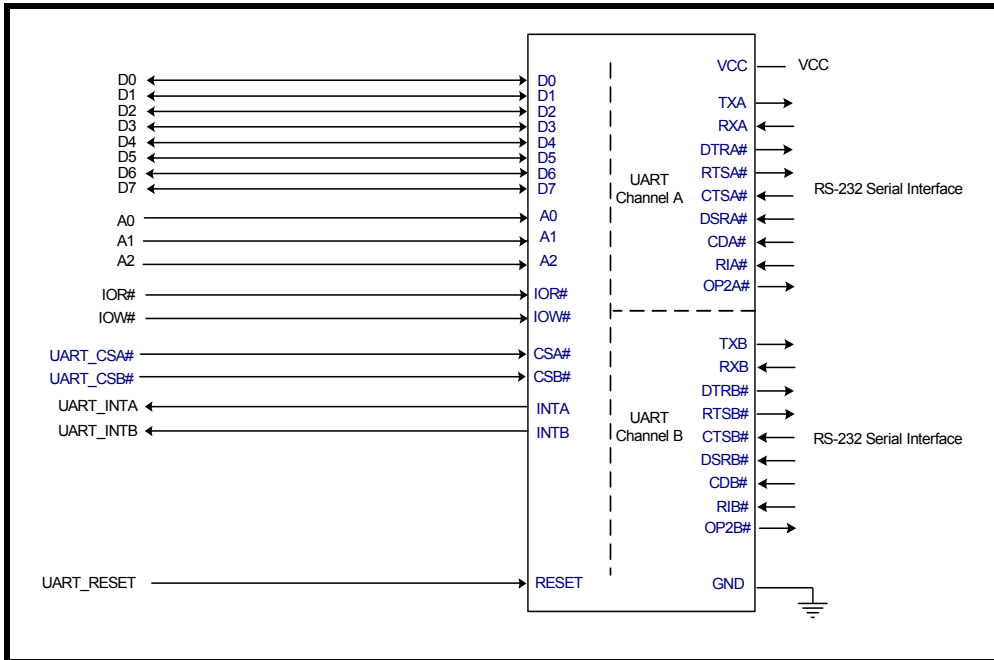 D0
D1
D2
D3
D4
D5
D6
D7
A0
A1
A2
IOR#
IOW#
UART_CSA#
UART_CSB#
UART_INTA
UART_INTB
UART_RESET
D0
D1
D2
D3
D4
D5
D6
D7
A0
A1
A2
IOR#
IOW#
CSA#
CSB#
INTA
INTB
RESET
UART
Channel A
UART
Channel B
VCC
TXA
RXA
DTRA#
RTSA#
CTSA#
DSRA#
CDA#
RIA#
OP2A#
TXB
RXB
DTRB#
RTSB#
CTSB#
DSRB#
CDB#
RIB#
OP2B#
GND
VCC
RS-232 Serial Interface
RS-232 Serial Interface